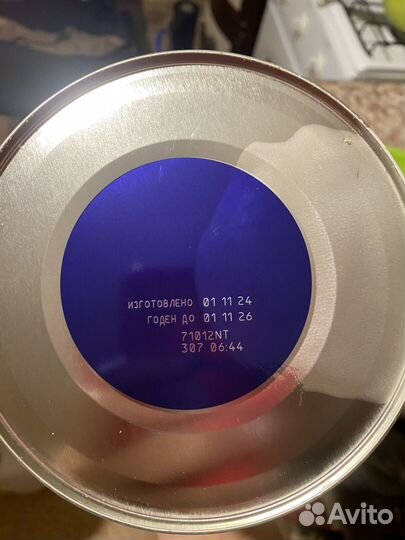 ИЗГОТОВЛЕНО 01 11 24
ГОДЕН ДО 01 11 26
71012NT
307 06:44
Avito